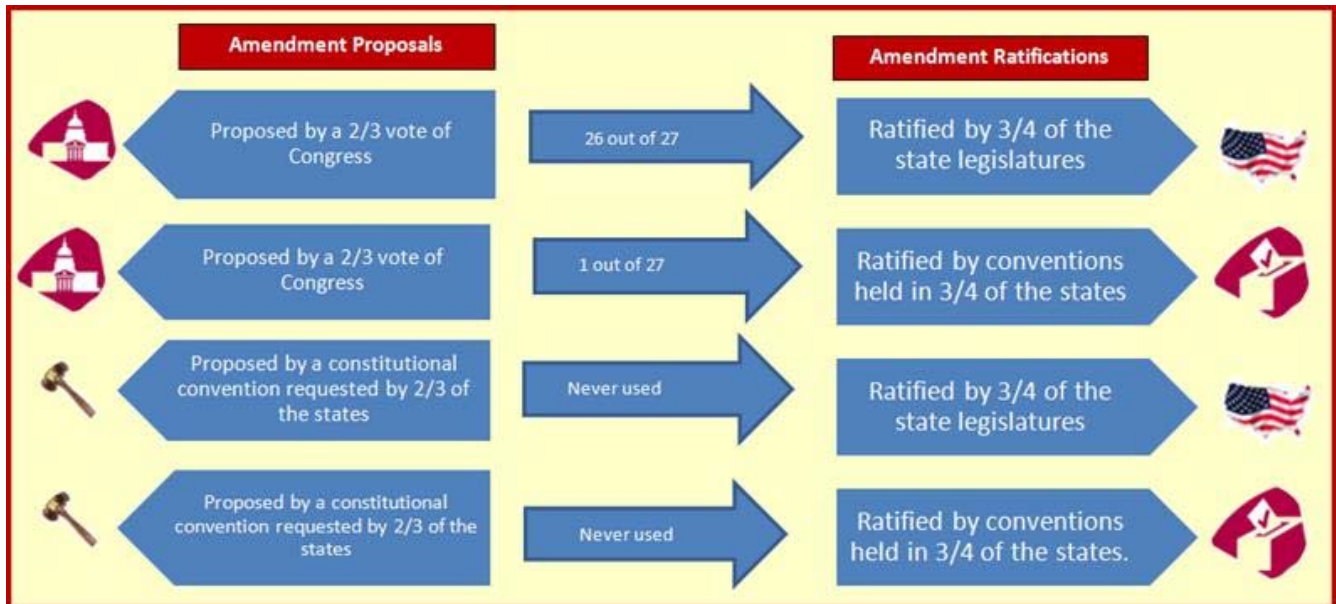 Amendment Proposals
Amendment Ratifications
Proposed by a 2/3 vote of
Congress
26 out of 27
Ratified by 3/4 of the
state legislatures
Proposed by a 2/3 vote of
Congress
1 out of 27
Ratified by conventions
held in 3/4 of the states
Proposed by a constitutional
convention requested by 2/3 of
the states
Never used
Ratified by 3/4 of the
state legislatures
Proposed by a constitutional
convention requested by 2/3 of the
states
Never used
Ratified by conventions
held in 3/4 of the states.